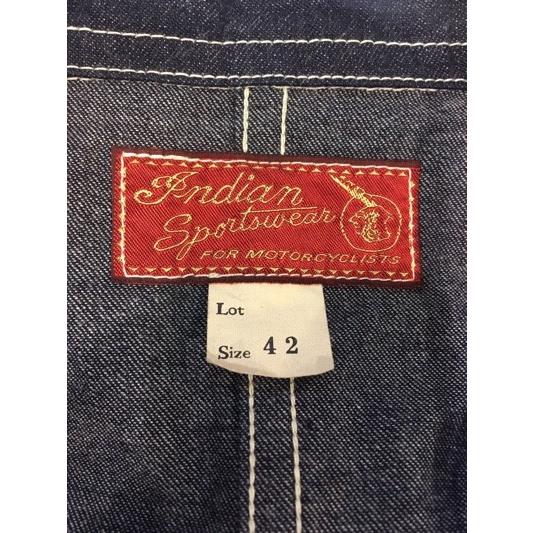 Indian
Sportswear
FOR MOTORCYCLISTS
Lot
Size 42